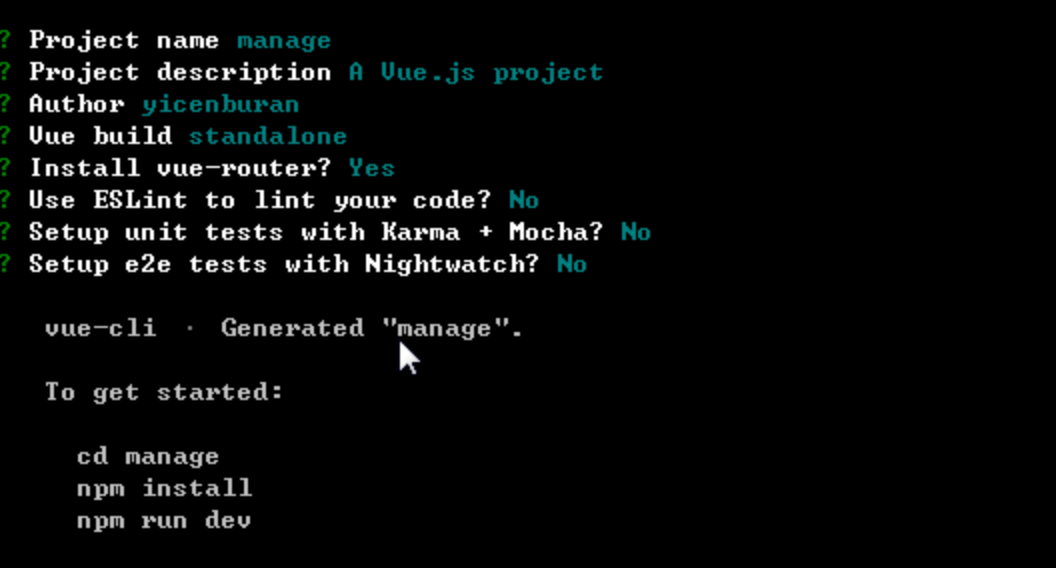 ? Project name manage
? Project description A Vue.js project
? Author yicenburan
? Vue build standalone
? Install vue-router? Yes
? Use ESLint to lint your code? No
? Setup unit tests with Karma + Mocha? No
? Setup e2e tests with Nightwatch? No
vue-cli · Generated "manage".
To get started:
cd manage
npm install
npm run dev